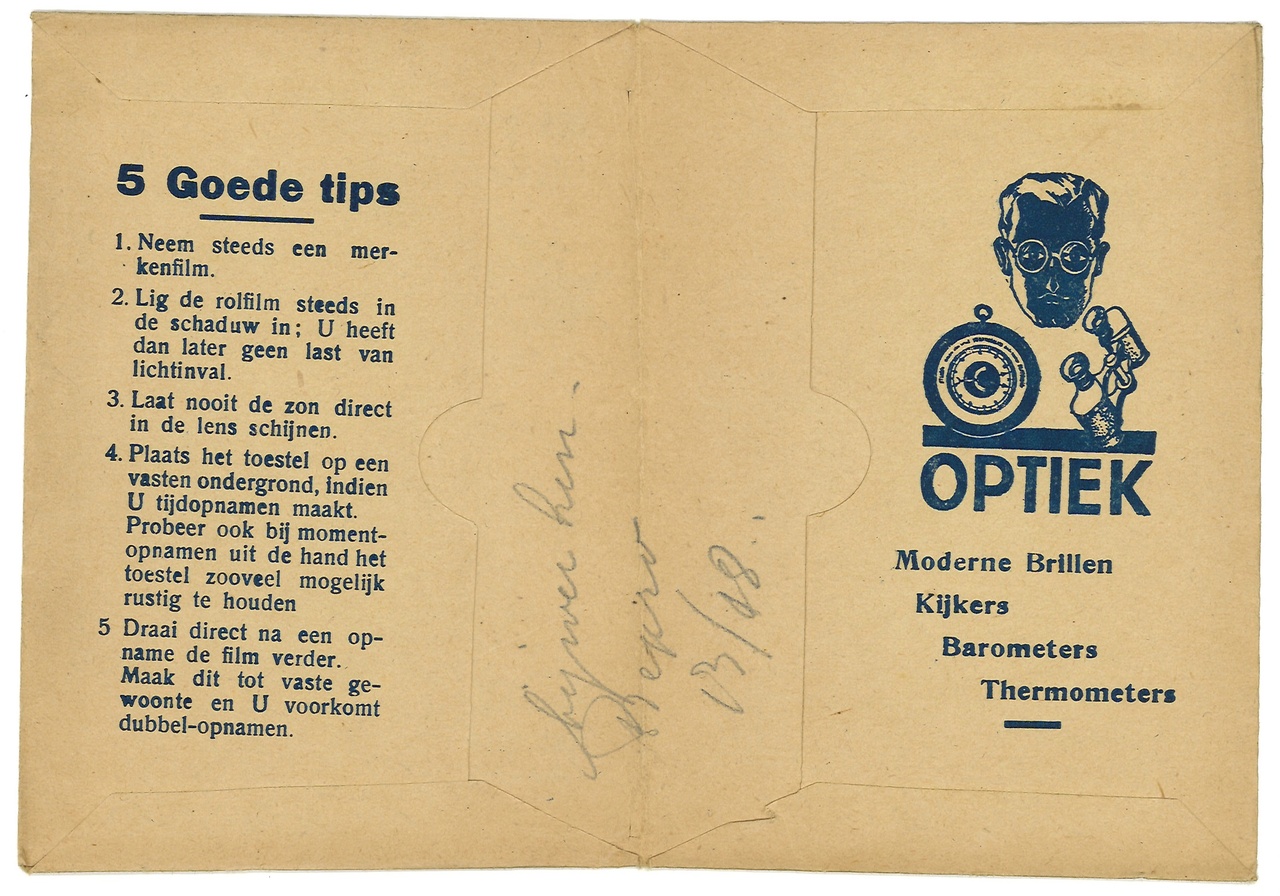 5 Goede tips
1. Neem steeds een mer-
kenfilm.
2. Lig de rolfilm steeds in
de schaduw in; U heeft
dan later geen last van
lichtinval.
3. Laat nooit de zon direct
in de lens schijnen.
4. Plaats het toestel op een
vasten ondergrond, indien
U tijdopnamen maakt.
Probeer ook bij moment-
opnamen uit de hand het
toestel zooveel mogelijk
rustig te houden
5 Draai direct na een op-
name de film verder.
Maak dit tot vaste ge-
woonte en U voorkomt
dubbel-opnamen.
OPTIEK
Moderne Brillen
Kijkers
Barometers
Thermometers